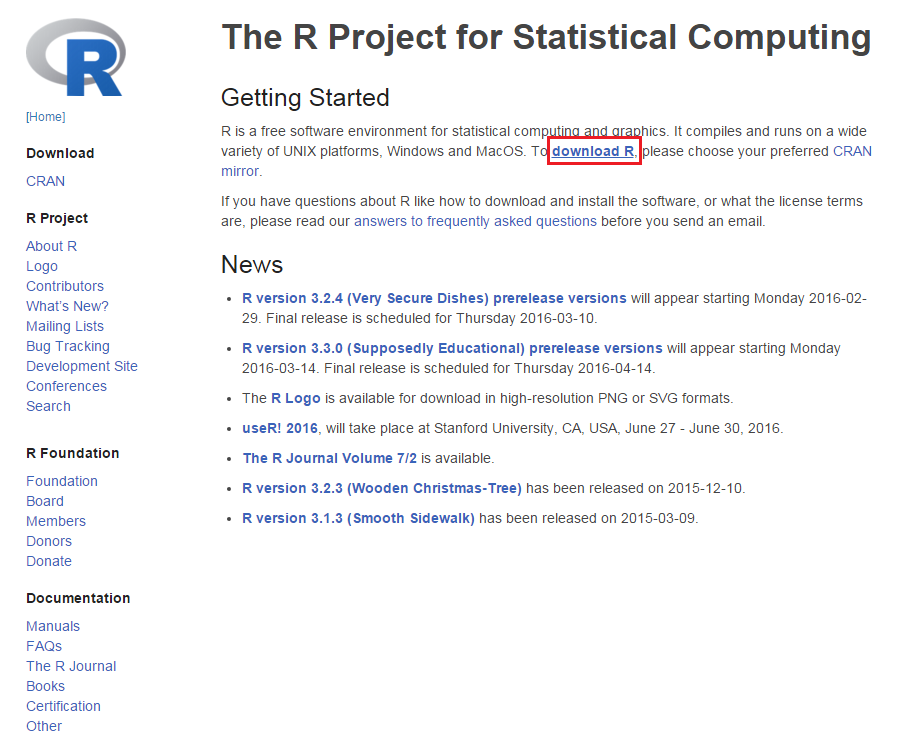 R
[Home]
Download
CRAN
R Project
About R
Logo
Contributors
What's New?
Mailing Lists
Bug Tracking
Development Site
Conferences
Search
R Foundation
Foundation
Board
Members
Donors
Donate
Documentation
Manuals
FAQs
The R Journal
Books
Certification
Other
The R Project for Statistical Computing
Getting Started
R is a free software environment for statistical computing and graphics. It compiles and runs on a wide
variety of UNIX platforms, Windows and MacOS. To download R, please choose your preferred CRAN
mirror.
If you have questions about R like how to download and install the software, or what the license terms
are, please read our answers to frequently asked questions before you send an email.
News
• R version 3.2.4 (Very Secure Dishes) prerelease versions will appear starting Monday 2016-02-
29. Final release is scheduled for Thursday 2016-03-10.
• R version 3.3.0 (Supposedly Educational) prerelease versions will appear starting Monday
2016-03-14. Final release is scheduled for Thursday 2016-04-14.
• The R Logo is available for download in high-resolution PNG or SVG formats.
• useR! 2016, will take place at Stanford University, CA, USA, June 27 - June 30, 2016.
• The R Journal Volume 7/2 is available.
• R version 3.2.3 (Wooden Christmas-Tree) has been released on 2015-12-10.
• R version 3.1.3 (Smooth Sidewalk) has been released on 2015-03-09.